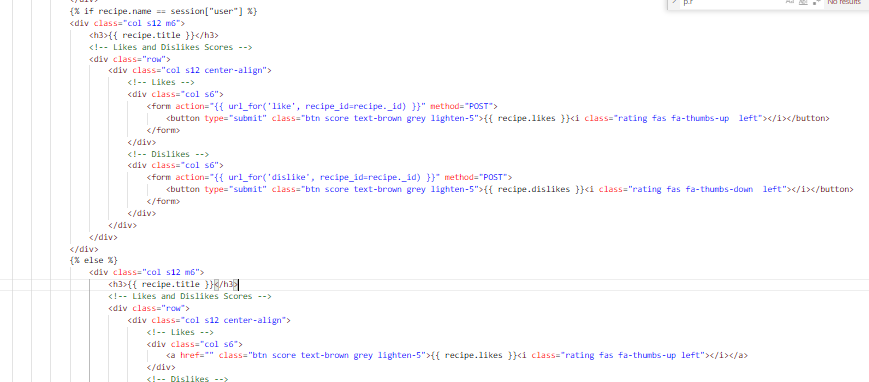 </div>
p.r
Aa
Ab
No results
{% if recipe.name == session["user"] %}
<div class="col s12 m6">
<h3>{{ recipe.title }}</h3>
<!-- Likes and Dislikes Scores -->
<div class="row">
<div class="col s12 center-align">
<!-- Likes -->
<div class="col s6">
<form action="{{ url_for('like', recipe_id=recipe._id) }}" method="POST">
<button type="submit" class="btn score text-brown grey lighten-5">{{ recipe.likes }}<i class="rating fas fa-thumbs-up  left"></i></button>
</form>
</div>
<!-- Dislikes -->
<div class="col s6">
<form action="{{ url_for('dislike', recipe_id=recipe._id) }}" method="POST">
<button type="submit" class="btn score text-brown grey lighten-5">{{ recipe.dislikes }}<i class="rating fas fa-thumbs-down  left"></i></button>
</form>
</div>
</div>
</div>
</div>
{% else %}
<div class="col s12 m6">
<h3>{{ recipe.title }}</h3>
<!-- Likes and Dislikes Scores -->
<div class="row">
<div class="col s12 center-align">
<!-- Likes -->
<div class="col s6">
<a href="" class="btn score text-brown grey lighten-5">{{ recipe.likes }}<i class="rating fas fa-thumbs-up left"></i></a>
</div>
<!-- Dislikes -->